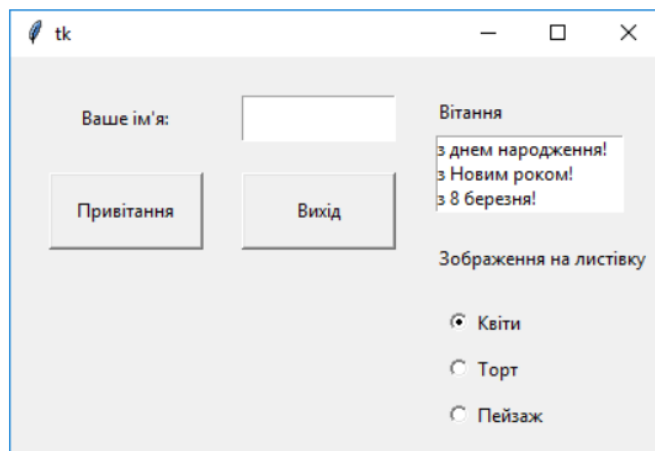 tk
Ваше ім'я:
Привітання
Вихід
Вітання
з днем народження!
з Новим роком!
з 8 березня!
Зображення на листівку
Квіти
Торт
Пейзаж